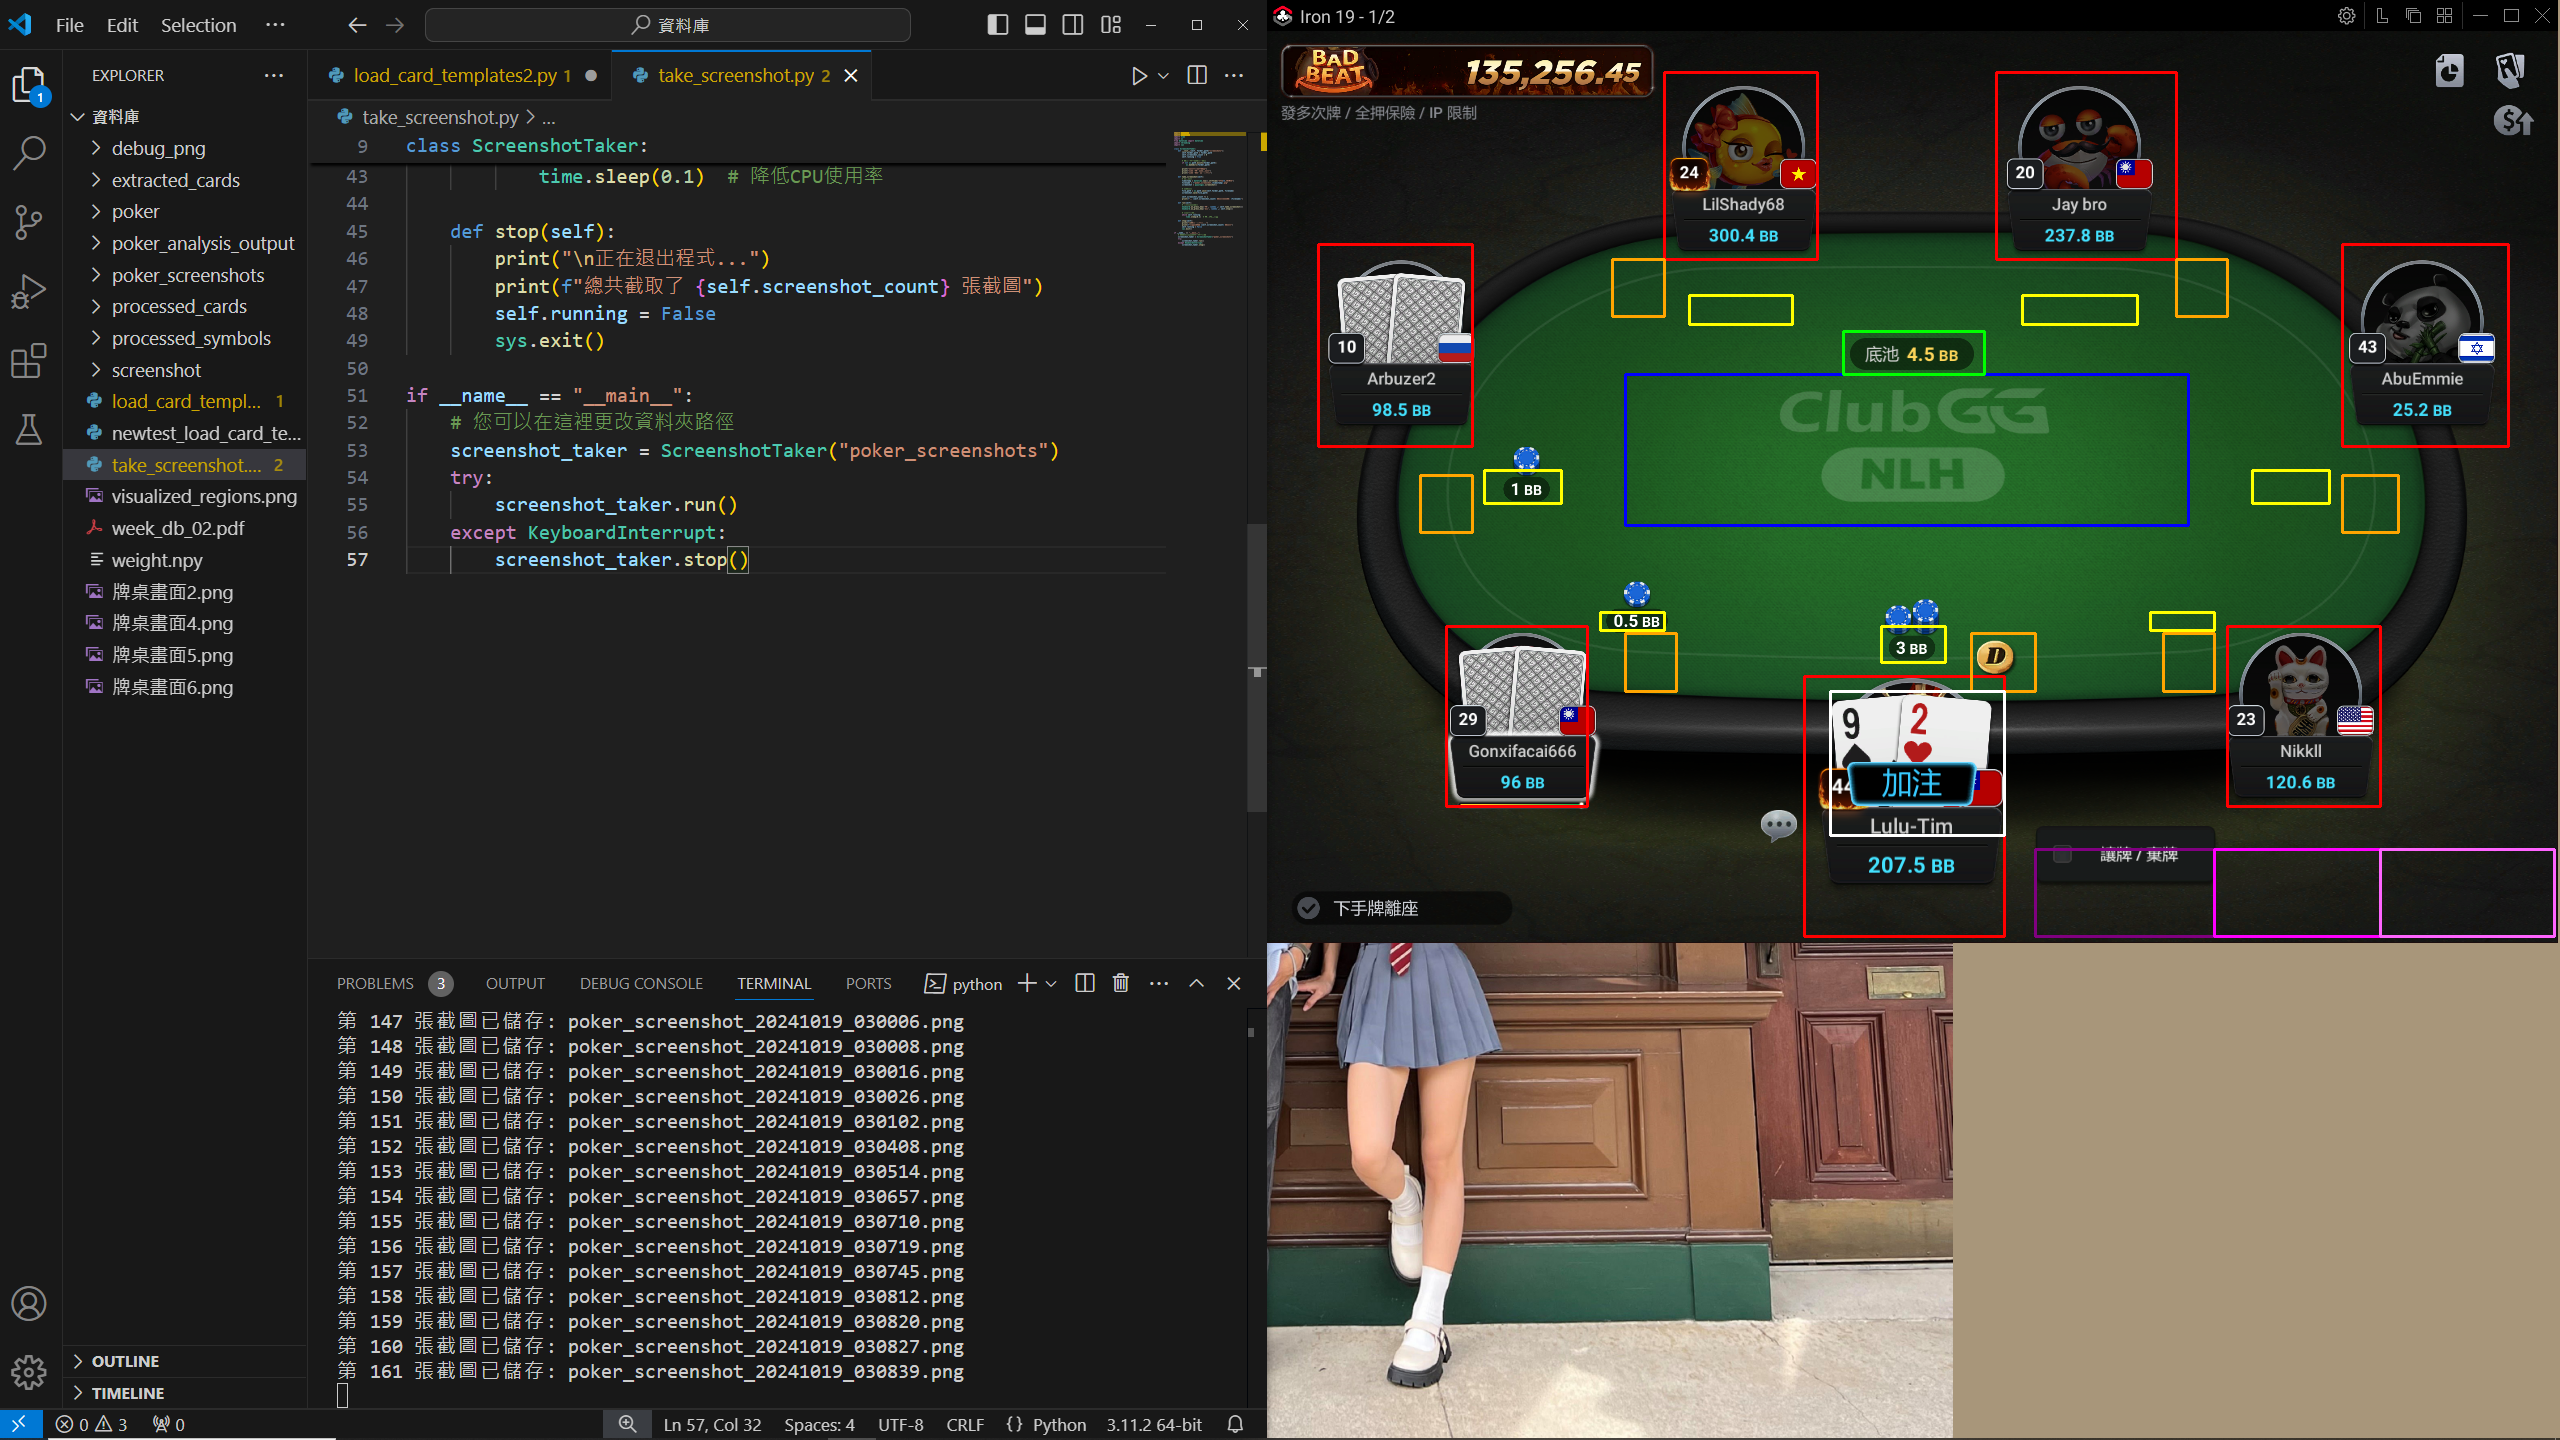 File Edit Selection ···
資料庫
EXPLORER
資料庫
debug_png
extracted_cards
poker
poker_analysis_output
poker_screenshots
processed_cards
processed_symbols
screenshot
load_card_templ... 1
newtest_load_card_te...
take_screenshot.... 2
visualized_regions.png
week_db_02.pdf
weight.npy
牌桌畫面2.png
牌桌畫面4.png
牌桌畫面5.png
牌桌畫面6.png
OUTLINE
TIMELINE
1
load_card_templates2.py 1
take_screenshot.py 2
take_screenshot.py > ...
9 class ScreenshotTaker:
43 time.sleep(0.1)  # 降低CPU使用率
44
45 def stop(self):
46 print("\n正在退出程式...")
47 print(f"總共截取了 {self.screenshot_count} 張截圖")
48 self.running = False
49 sys.exit()
50
51 if __name__ == "__main__":
52 # 您可以在這裡更改資料夾路徑
53 screenshot_taker = ScreenshotTaker("poker_screenshots")
54 try:
55 screenshot_taker.run()
56 except KeyboardInterrupt:
57 screenshot_taker.stop()
PROBLEMS 3 OUTPUT DEBUG CONSOLE TERMINAL PORTS python
第 147 張截圖已儲存: poker_screenshot_20241019_030006.png
第 148 張截圖已儲存: poker_screenshot_20241019_030008.png
第 149 張截圖已儲存: poker_screenshot_20241019_030016.png
第 150 張截圖已儲存: poker_screenshot_20241019_030026.png
第 151 張截圖已儲存: poker_screenshot_20241019_030102.png
第 152 張截圖已儲存: poker_screenshot_20241019_030408.png
第 153 張截圖已儲存: poker_screenshot_20241019_030514.png
第 154 張截圖已儲存: poker_screenshot_20241019_030657.png
第 155 張截圖已儲存: poker_screenshot_20241019_030710.png
第 156 張截圖已儲存: poker_screenshot_20241019_030719.png
第 157 張截圖已儲存: poker_screenshot_20241019_030745.png
第 158 張截圖已儲存: poker_screenshot_20241019_030812.png
第 159 張截圖已儲存: poker_screenshot_20241019_030820.png
第 160 張截圖已儲存: poker_screenshot_20241019_030827.png
第 161 張截圖已儲存: poker_screenshot_20241019_030839.png
0 3 0 Ln 57, Col 32 Spaces: 4 UTF-8 CRLF {} Python 3.11.2 64-bit
Iron 19 - 1/2
BAD BEAT 135,256.45
發多次牌 / 全押保險 / IP 限制
24
LilShady68
300.4 BB
20
Jay bro
237.8 BB
10
Arbuzer2
98.5 BB
43
AbuEmmie
25.2 BB
底池 4.5 BB
ClubGG
NLH
1 BB
0.5 BB
3 BB
D
29
Gonxifacai666
96 BB
9 2
44
加注
Lulu-Tim
207.5 BB
23
Nikkll
120.6 BB
讓牌 / 棄牌
下手牌離座